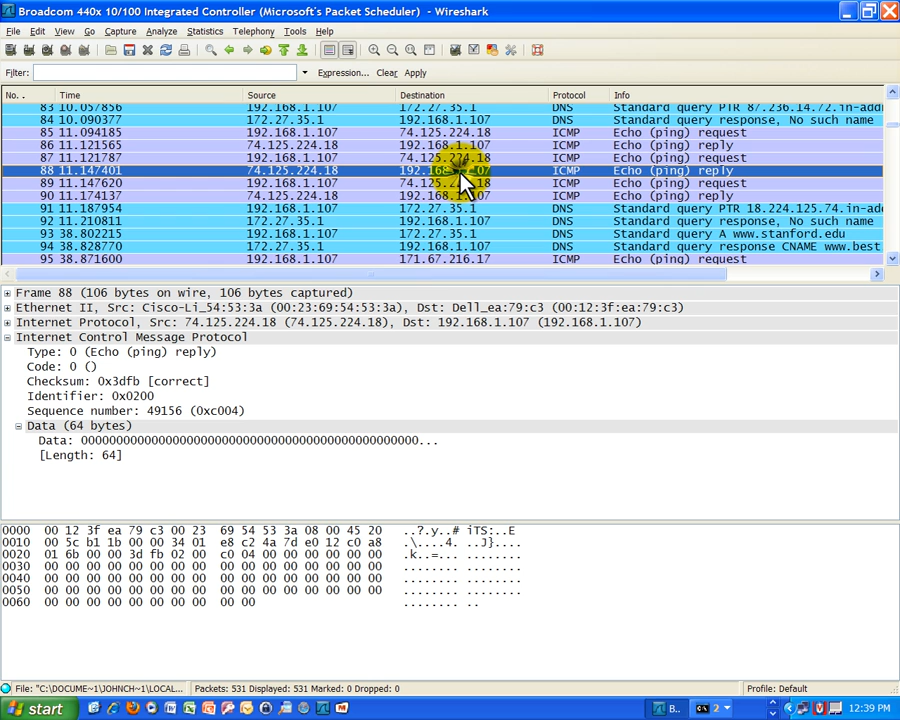 Broadcom 440x 10/100 Integrated Controller (Microsoft's Packet Scheduler) - Wireshark
File Edit View Go Capture Analyze Statistics Telephony Tools Help
Filter: Expression... Clear Apply
No. . Time Source Destination Protocol Info
83 10.057856 192.168.1.107 172.27.35.1 DNS Standard query PTR 87.236.14.72.in-addr
84 10.090377 172.27.35.1 192.168.1.107 DNS Standard query response, No such name
85 11.094185 192.168.1.107 74.125.224.18 ICMP Echo (ping) request
86 11.121565 74.125.224.18 192.168.1.107 ICMP Echo (ping) reply
87 11.121787 192.168.1.107 74.125.224.18 ICMP Echo (ping) request
88 11.147401 74.125.224.18 ICMP Echo (ping) reply
89 11.147620 192.168.1.107 ICMP Echo (ping) request
90 11.174137 74.125.224.18 192.168.1.107 ICMP Echo (ping) reply
91 11.187954 192.168.1.107 172.27.35.1 DNS Standard query PTR 18.224.125.74.in-add
92 11.210811 172.27.35.1 192.168.1.107 DNS Standard query response, No such name
93 38.802215 192.168.1.107 172.27.35.1 DNS Standard query A www.stanford.edu
94 38.828770 172.27.35.1 192.168.1.107 DNS Standard query response CNAME www.best
95 38.871600 192.168.1.107 171.67.216.17 ICMP Echo (ping) request
Frame 88 (106 bytes on wire, 106 bytes captured)
Ethernet II, Src: Cisco-Li_54:53:3a (00:23:69:54:53:3a), Dst: Dell_ea:79:c3 (00:12:3f:ea:79:c3)
Internet Protocol, Src: 74.125.224.18 (74.125.224.18), Dst: 192.168.1.107 (192.168.1.107)
Internet Control Message Protocol
Type: 0 (Echo (ping) reply)
Code: 0 ()
Checksum: 0x3dfb [correct]
Identifier: 0x0200
Sequence number: 49156 (0xc004)
Data (64 bytes)
Data: 000000000000000000000000000000000000000000000000...
[Length: 64]
0000 00 12 3f ea 79 c3 00 23 69 54 53 3a 08 00 45 20 ..?.y..# iTS:..E
0010 00 5c b1 1b 00 00 34 01 e8 c2 4a 7d e0 12 c0 a8 .\....4. ..J}....
0020 01 6b 00 00 3d fb 02 00 c0 04 00 00 00 00 00 00 .k..=... ........
0030 00 00 00 00 00 00 00 00 00 00 00 00 00 00 00 00 ........ ........
0040 00 00 00 00 00 00 00 00 00 00 00 00 00 00 00 00 ........ ........
0050 00 00 00 00 00 00 00 00 00 00 00 00 00 00 00 00 ........ ........
0060 00 00 00 00 00 00 00 00 00 00 ........ ..
File: "C:\DOCUME~1\JOHNCH~1\LOCAL... Packets: 531 Displayed: 531 Marked: 0 Dropped: 0 Profile: Default
start B.. 2 12:39 PM